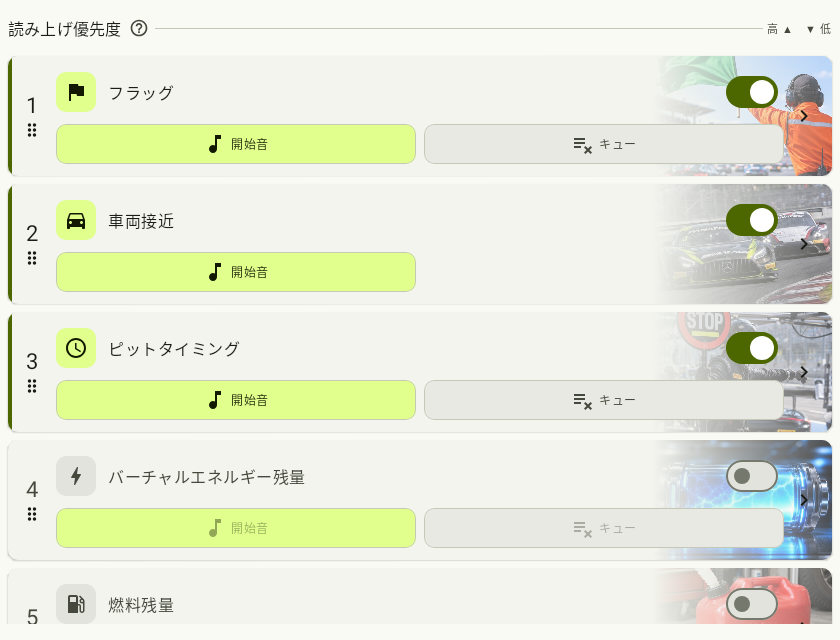 読み上げ優先度 高 ▲ ▼ 低
1 フラッグ
開始音 キュー
2 車両接近
開始音
STOP
3 ピットタイミング
開始音 キュー
4 バーチャルエネルギー残量
開始音 キュー
5 燃料残量